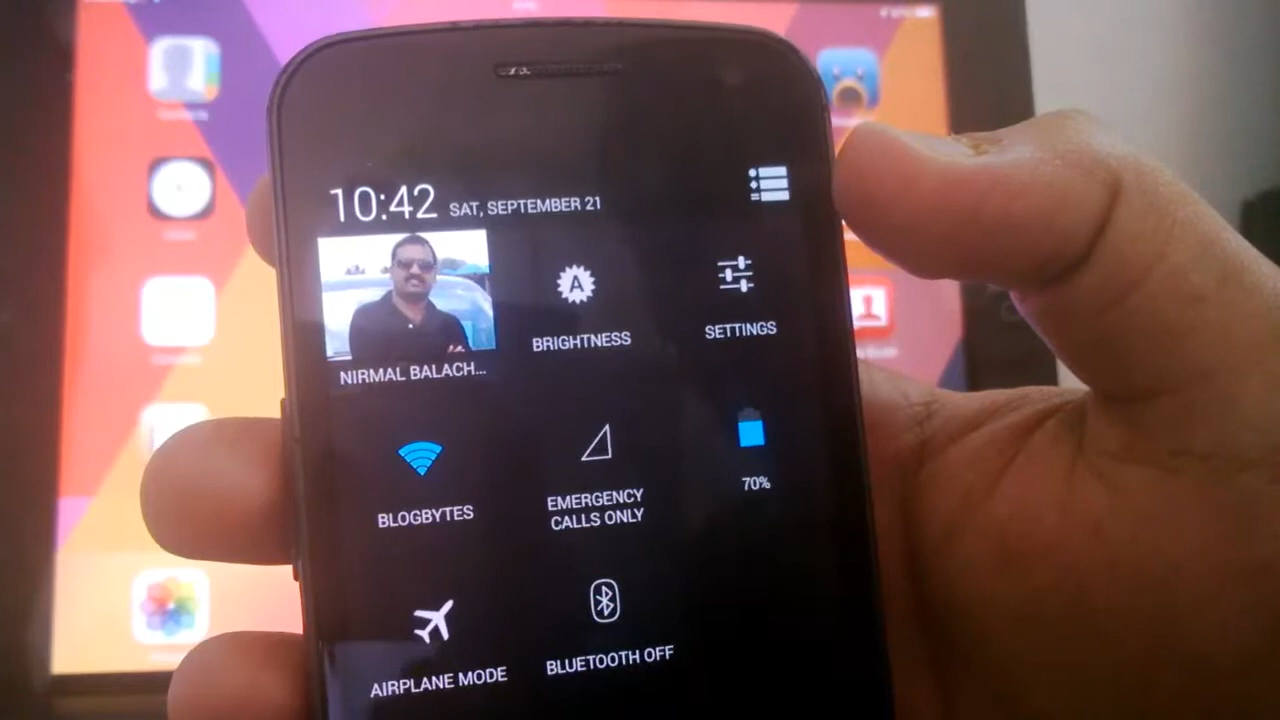 10:42 SAT, SEPTEMBER 21
NIRMAL BALACH...
BRIGHTNESS
SETTINGS
BLOGBYTES
EMERGENCY
CALLS ONLY
70%
AIRPLANE MODE
BLUETOOTH OFF